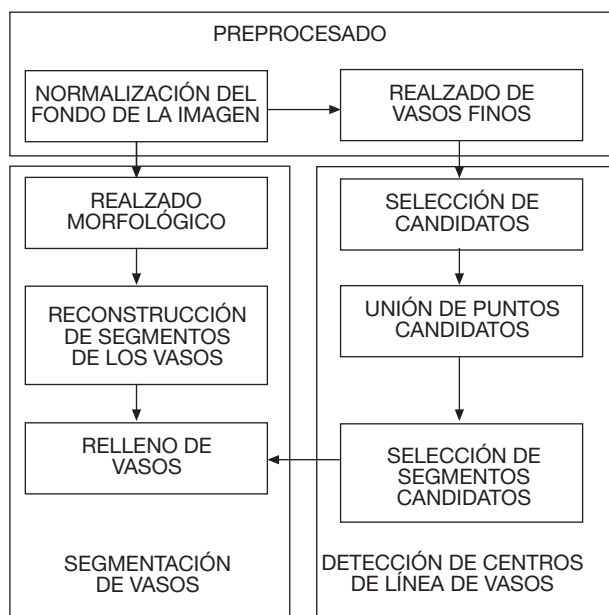 PREPROCESADO
NORMALIZACIÓN DEL
FONDO DE LA IMAGEN
REALZADO DE
VASOS FINOS
REALZADO
MORFOLÓGICO
RECONSTRUCCIÓN
DE SEGMENTOS
DE LOS VASOS
RELLENO DE
VASOS
SEGMENTACIÓN
DE VASOS
SELECCIÓN DE
CANDIDATOS
UNIÓN DE PUNTOS
CANDIDATOS
SELECCIÓN DE
SEGMENTOS
CANDIDATOS
DETECCIÓN DE CENTROS
DE LÍNEA DE VASOS